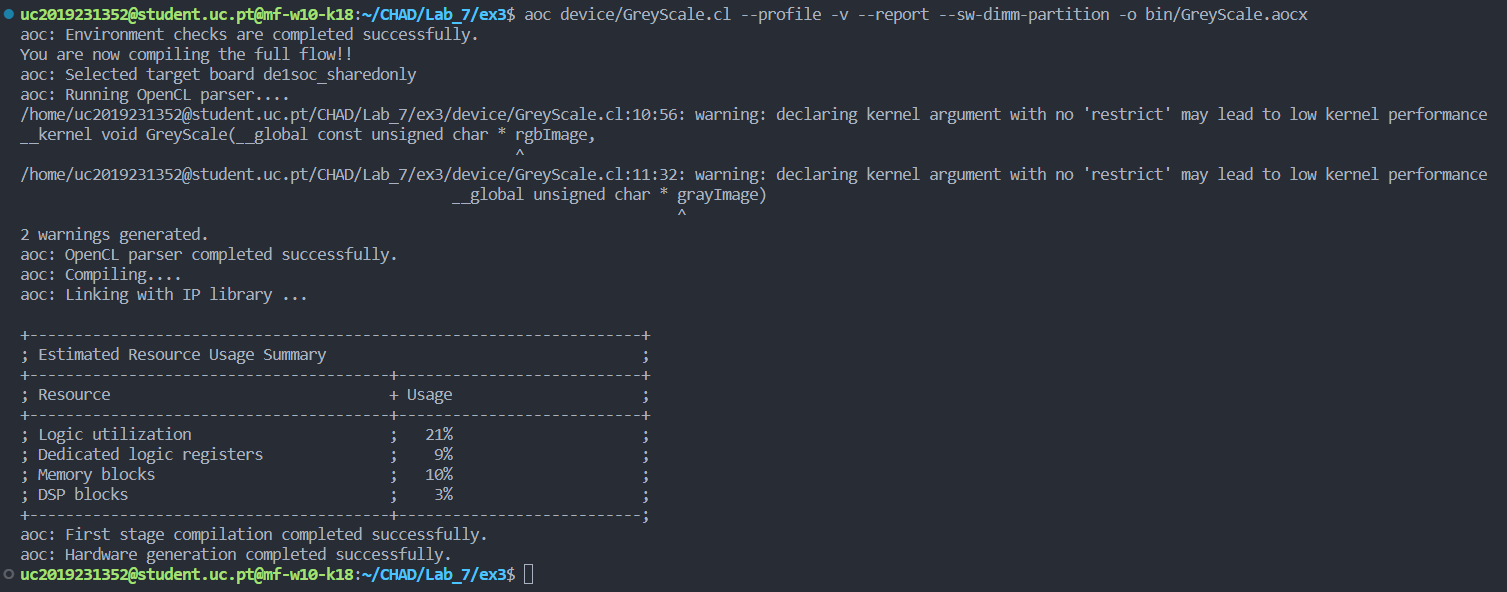 uc2019231352@student.uc.pt@mf-w10-k18:~/CHAD/Lab_7/ex3$ aoc device/GreyScale.cl --profile -v --report --sw-dimm-partition -o bin/GreyScale.aocx
aoc: Environment checks are completed successfully.
You are now compiling the full flow!!
aoc: Selected target board de1soc_sharedonly
aoc: Running OpenCL parser....
/home/uc2019231352@student.uc.pt/CHAD/Lab_7/ex3/device/GreyScale.cl:10:56: warning: declaring kernel argument with no 'restrict' may lead to low kernel performance
__kernel void GreyScale(__global const unsigned char * rgbImage,
^
/home/uc2019231352@student.uc.pt/CHAD/Lab_7/ex3/device/GreyScale.cl:11:32: warning: declaring kernel argument with no 'restrict' may lead to low kernel performance
__global unsigned char * grayImage)
^
2 warnings generated.
aoc: OpenCL parser completed successfully.
aoc: Compiling....
aoc: Linking with IP library ...
+--------------------------------------------------------------------+
; Estimated Resource Usage Summary                                   ;
+----------------------------------------+---------------------------+
; Resource                               + Usage                     ;
+----------------------------------------+---------------------------+
; Logic utilization                      ;   21%                     ;
; Dedicated logic registers              ;    9%                     ;
; Memory blocks                          ;   10%                     ;
; DSP blocks                             ;    3%                     ;
+----------------------------------------+---------------------------;
aoc: First stage compilation completed successfully.
aoc: Hardware generation completed successfully.
uc2019231352@student.uc.pt@mf-w10-k18:~/CHAD/Lab_7/ex3$